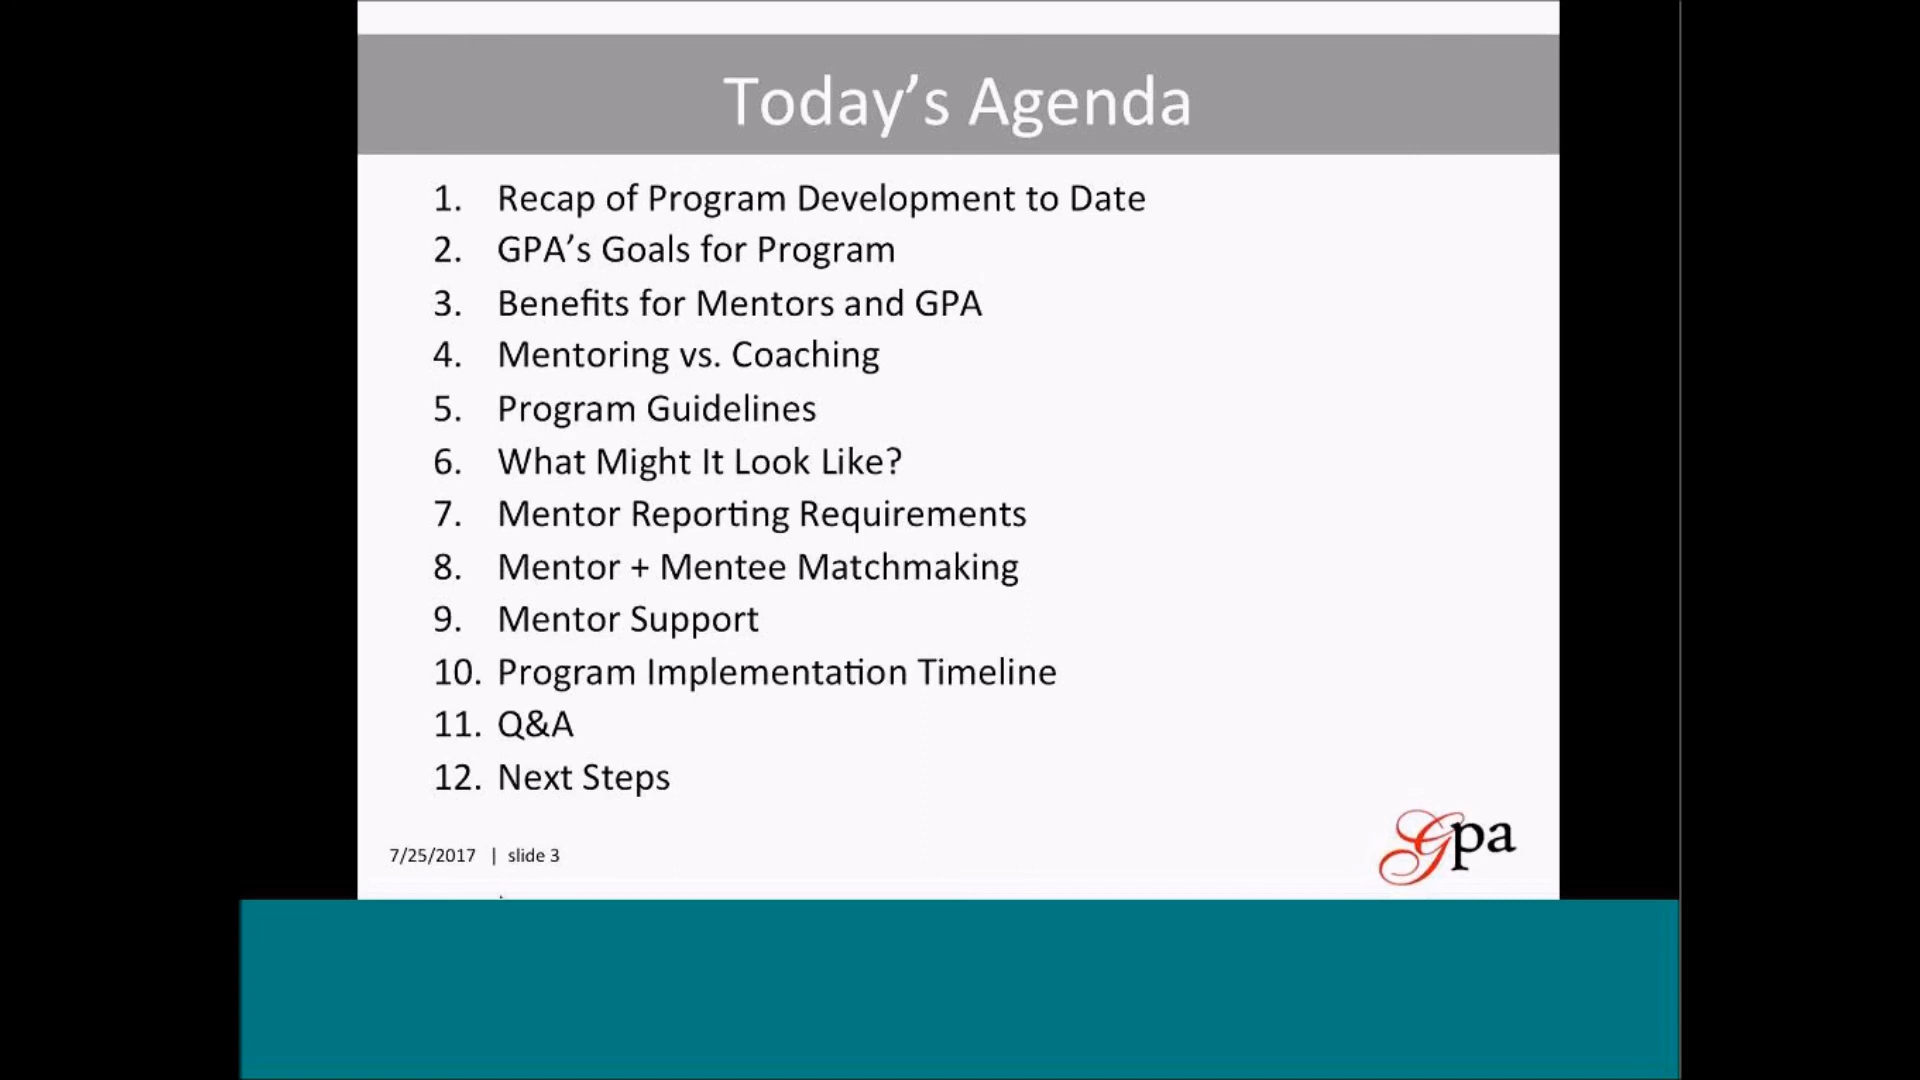 Today’s Agenda
1. Recap of Program Development to Date
2. GPA’s Goals for Program
3. Benefits for Mentors and GPA
4. Mentoring vs. Coaching
5. Program Guidelines
6. What Might It Look Like?
7. Mentor Reporting Requirements
8. Mentor + Mentee Matchmaking
9. Mentor Support
10. Program Implementation Timeline
11. Q&A
12. Next Steps
7/25/2017 | slide 3
Gpa